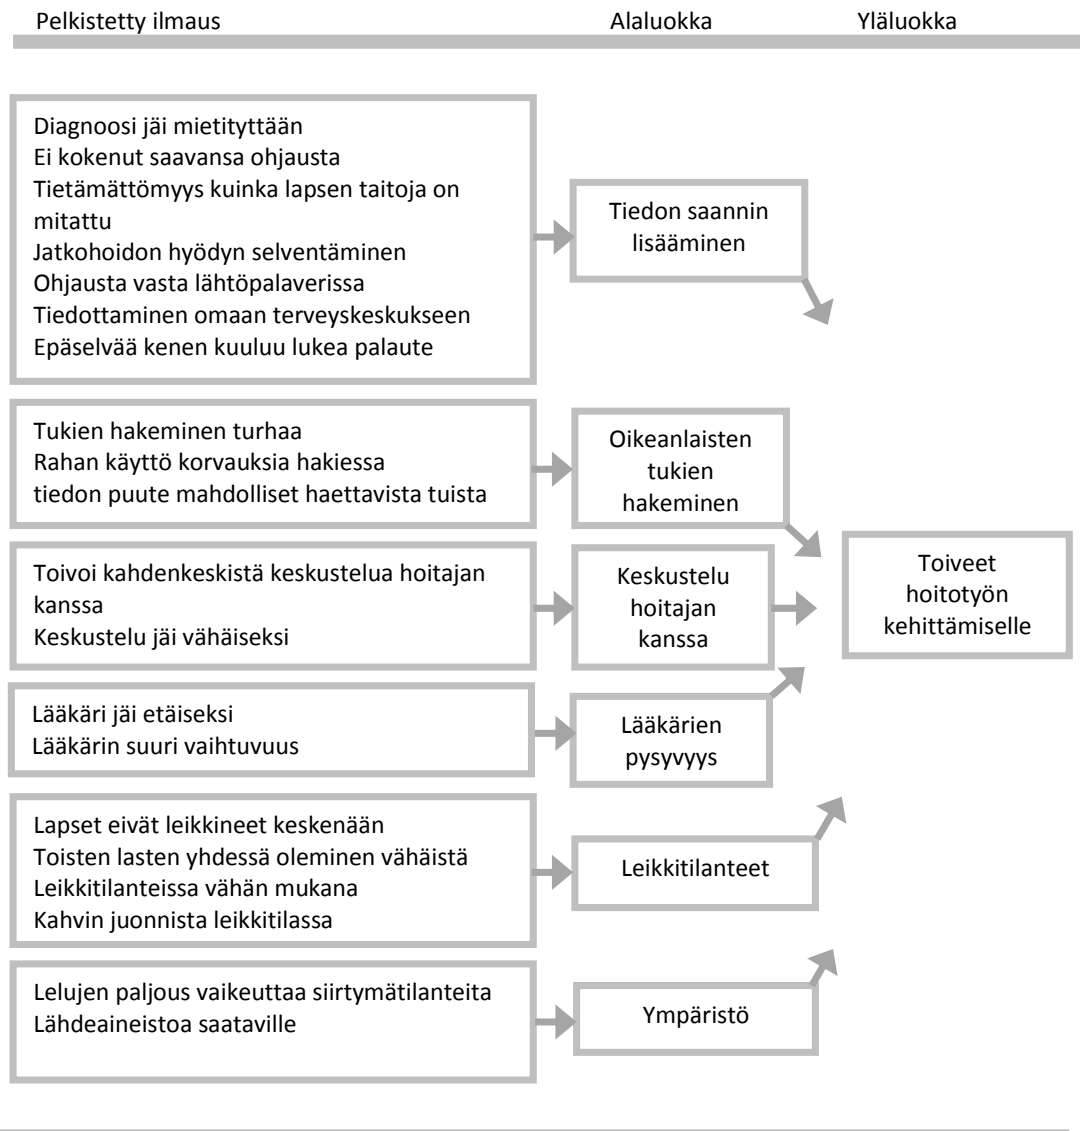 Pelkistetty ilmaus
Alaluokka
Yläluokka
Diagnoosi jäi mietityttään
Ei kokenut saavansa ohjausta
Tietämättömyys kuinka lapsen taitoja on
mitattu
Jatkohoidon hyödyn selventäminen
Ohjausta vasta lähtöpalaverissa
Tiedottaminen omaan terveyskeskukseen
Epäselvää kenen kuuluu lukea palaute
Tiedon saannin
lisääminen
Tukien hakeminen turhaa
Rahan käyttö korvauksia hakiessa
tiedon puute mahdolliset haettavista tuista
Oikeanlaisten
tukien
hakeminen
Toivoi kahdenkeskistä keskustelua hoitajan
kanssa
Keskustelu jäi vähäiseksi
Keskustelu
hoitajan
kanssa
Toiveet
hoitotyön
kehittämiselle
Lääkäri jäi etäiseksi
Lääkärin suuri vaihtuvuus
Lääkärien
pysyvyys
Lapset eivät leikkineet keskenään
Toisten lasten yhdessä oleminen vähäistä
Leikkitilanteissa vähän mukana
Kahvin juonnista leikkitilassa
Leikkitilanteet
Lelujen paljous vaikeuttaa siirtymätilanteita
Lähdeaineistoa saataville
Ympäristö